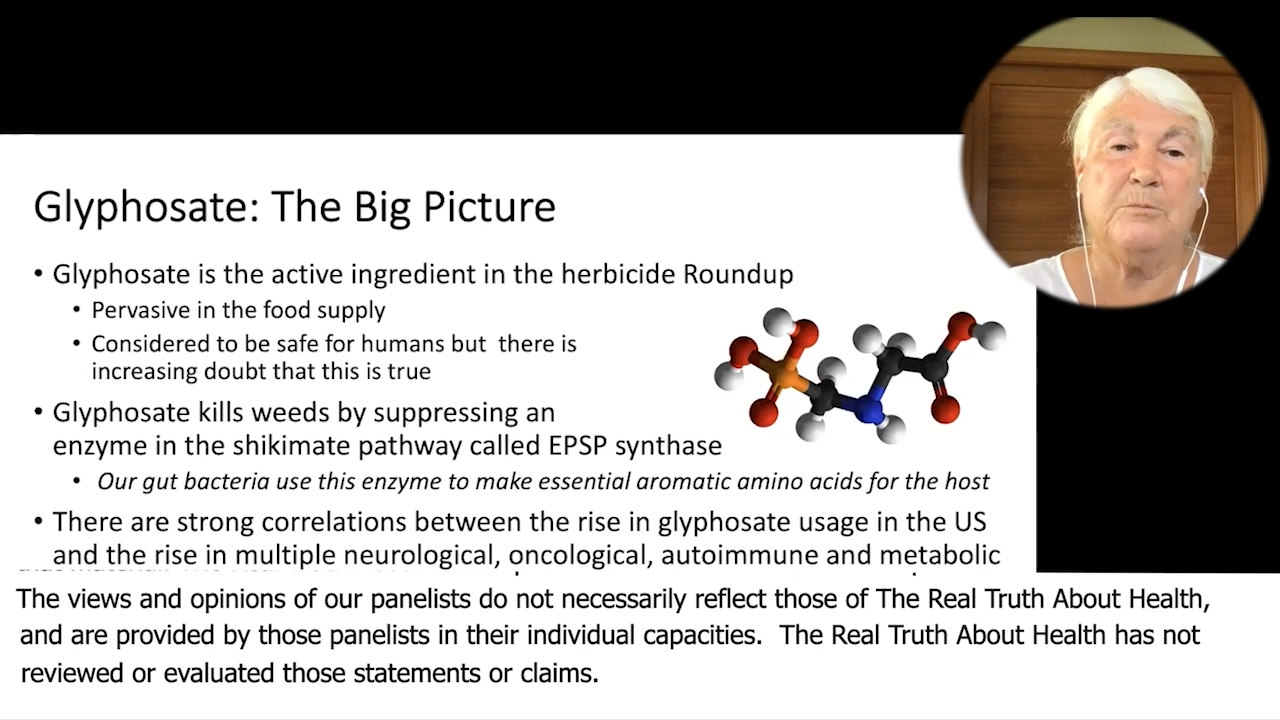 Glyphosate: The Big Picture
• Glyphosate is the active ingredient in the herbicide Roundup
• Pervasive in the food supply
• Considered to be safe for humans but there is
increasing doubt that this is true
• Glyphosate kills weeds by suppressing an
enzyme in the shikimate pathway called EPSP synthase
• Our gut bacteria use this enzyme to make essential aromatic amino acids for the host
• There are strong correlations between the rise in glyphosate usage in the US
and the rise in multiple neurological, oncological, autoimmune and metabolic
The views and opinions of our panelists do not necessarily reflect those of The Real Truth About Health,
and are provided by those panelists in their individual capacities. The Real Truth About Health has not
reviewed or evaluated those statements or claims.